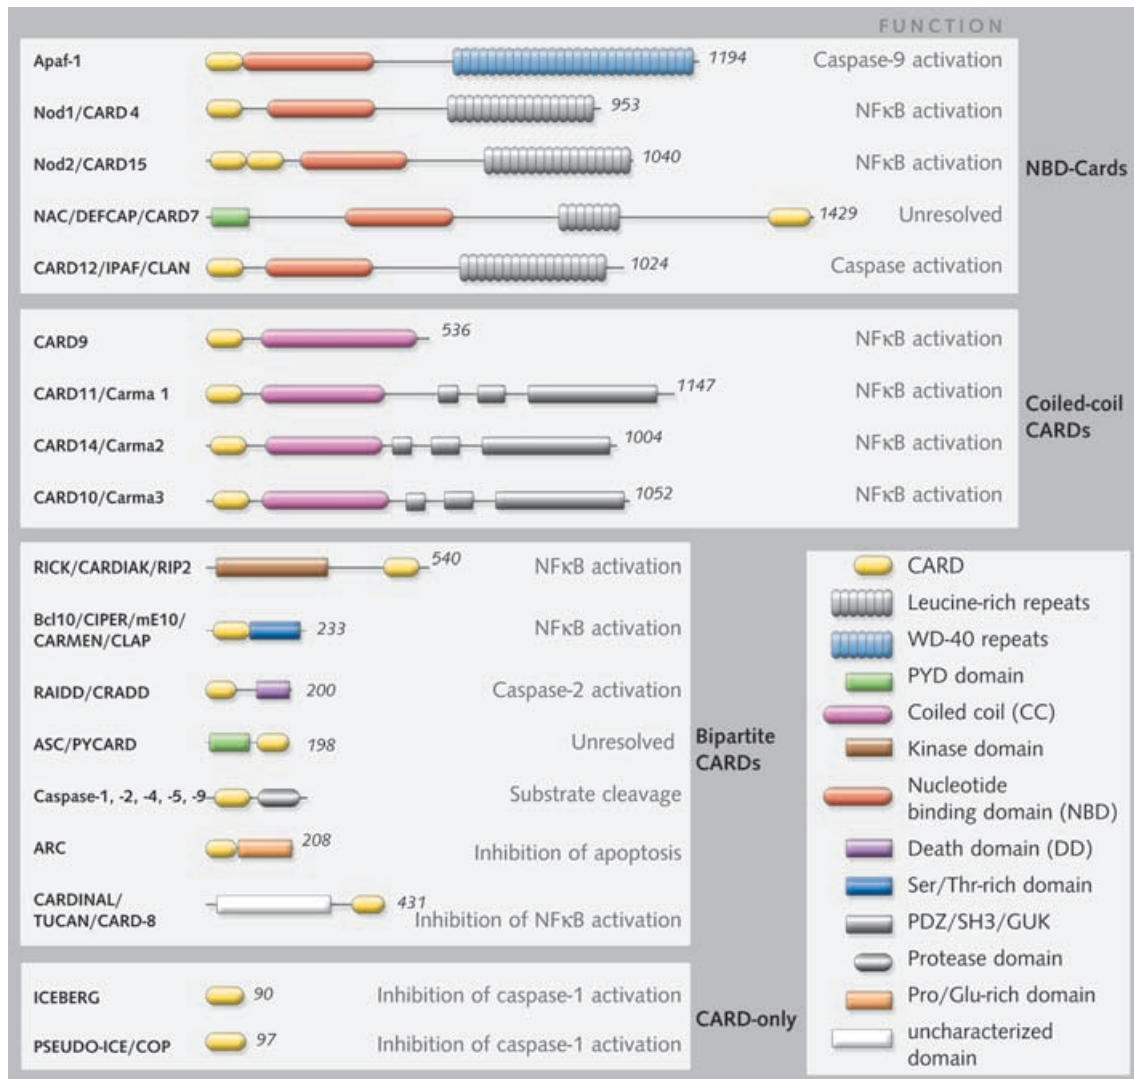 FUNCTION
Apaf-1 1194 Caspase-9 activation
Nod1/CARD4 953 NFκB activation
Nod2/CARD15 1040 NFκB activation
NAC/DEFCAP/CARD7 1429 Unresolved
CARD12/IPAF/CLAN 1024 Caspase activation
NBD-Cards
CARD9 536 NFκB activation
CARD11/Carma 1 1147 NFκB activation
CARD14/Carma2 1004 NFκB activation
CARD10/Carma3 1052 NFκB activation
Coiled-coil
CARDs
RICK/CARDIAK/RIP2 540 NFκB activation
Bcl10/CIPER/mE10/
CARMEN/CLAP 233 NFκB activation
RAIDD/CRADD 200 Caspase-2 activation
ASC/PYCARD 198 Unresolved
Caspase-1, -2, -4, -5, -9 Substrate cleavage
ARC 208 Inhibition of apoptosis
CARDINAL/
TUCAN/CARD-8 431 Inhibition of NFκB activation
Bipartite
CARDs
ICEBERG 90 Inhibition of caspase-1 activation
PSEUDO-ICE/COP 97 Inhibition of caspase-1 activation
CARD-only
CARD
Leucine-rich repeats
WD-40 repeats
PYD domain
Coiled coil (CC)
Kinase domain
Nucleotide
binding domain (NBD)
Death domain (DD)
Ser/Thr-rich domain
PDZ/SH3/GUK
Protease domain
Pro/Glu-rich domain
uncharacterized
domain